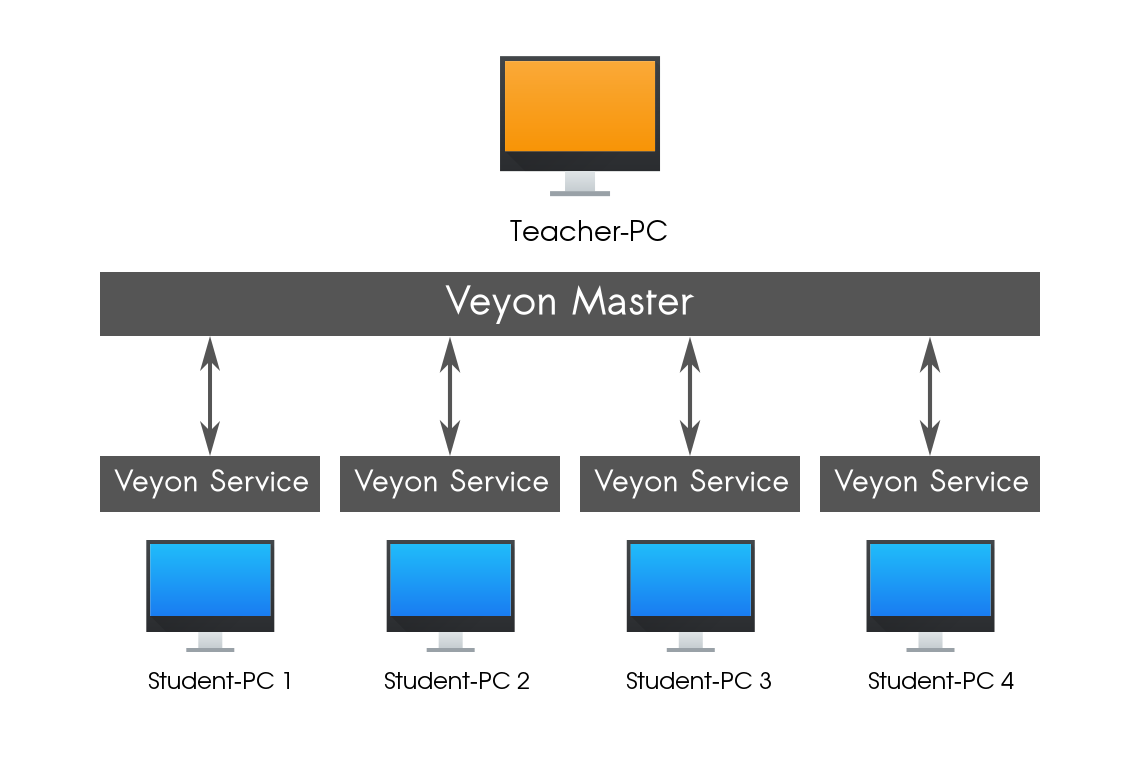 Teacher-PC
Veyon Master
Veyon Service Veyon Service Veyon Service Veyon Service
Student-PC 1 Student-PC 2 Student-PC 3 Student-PC 4